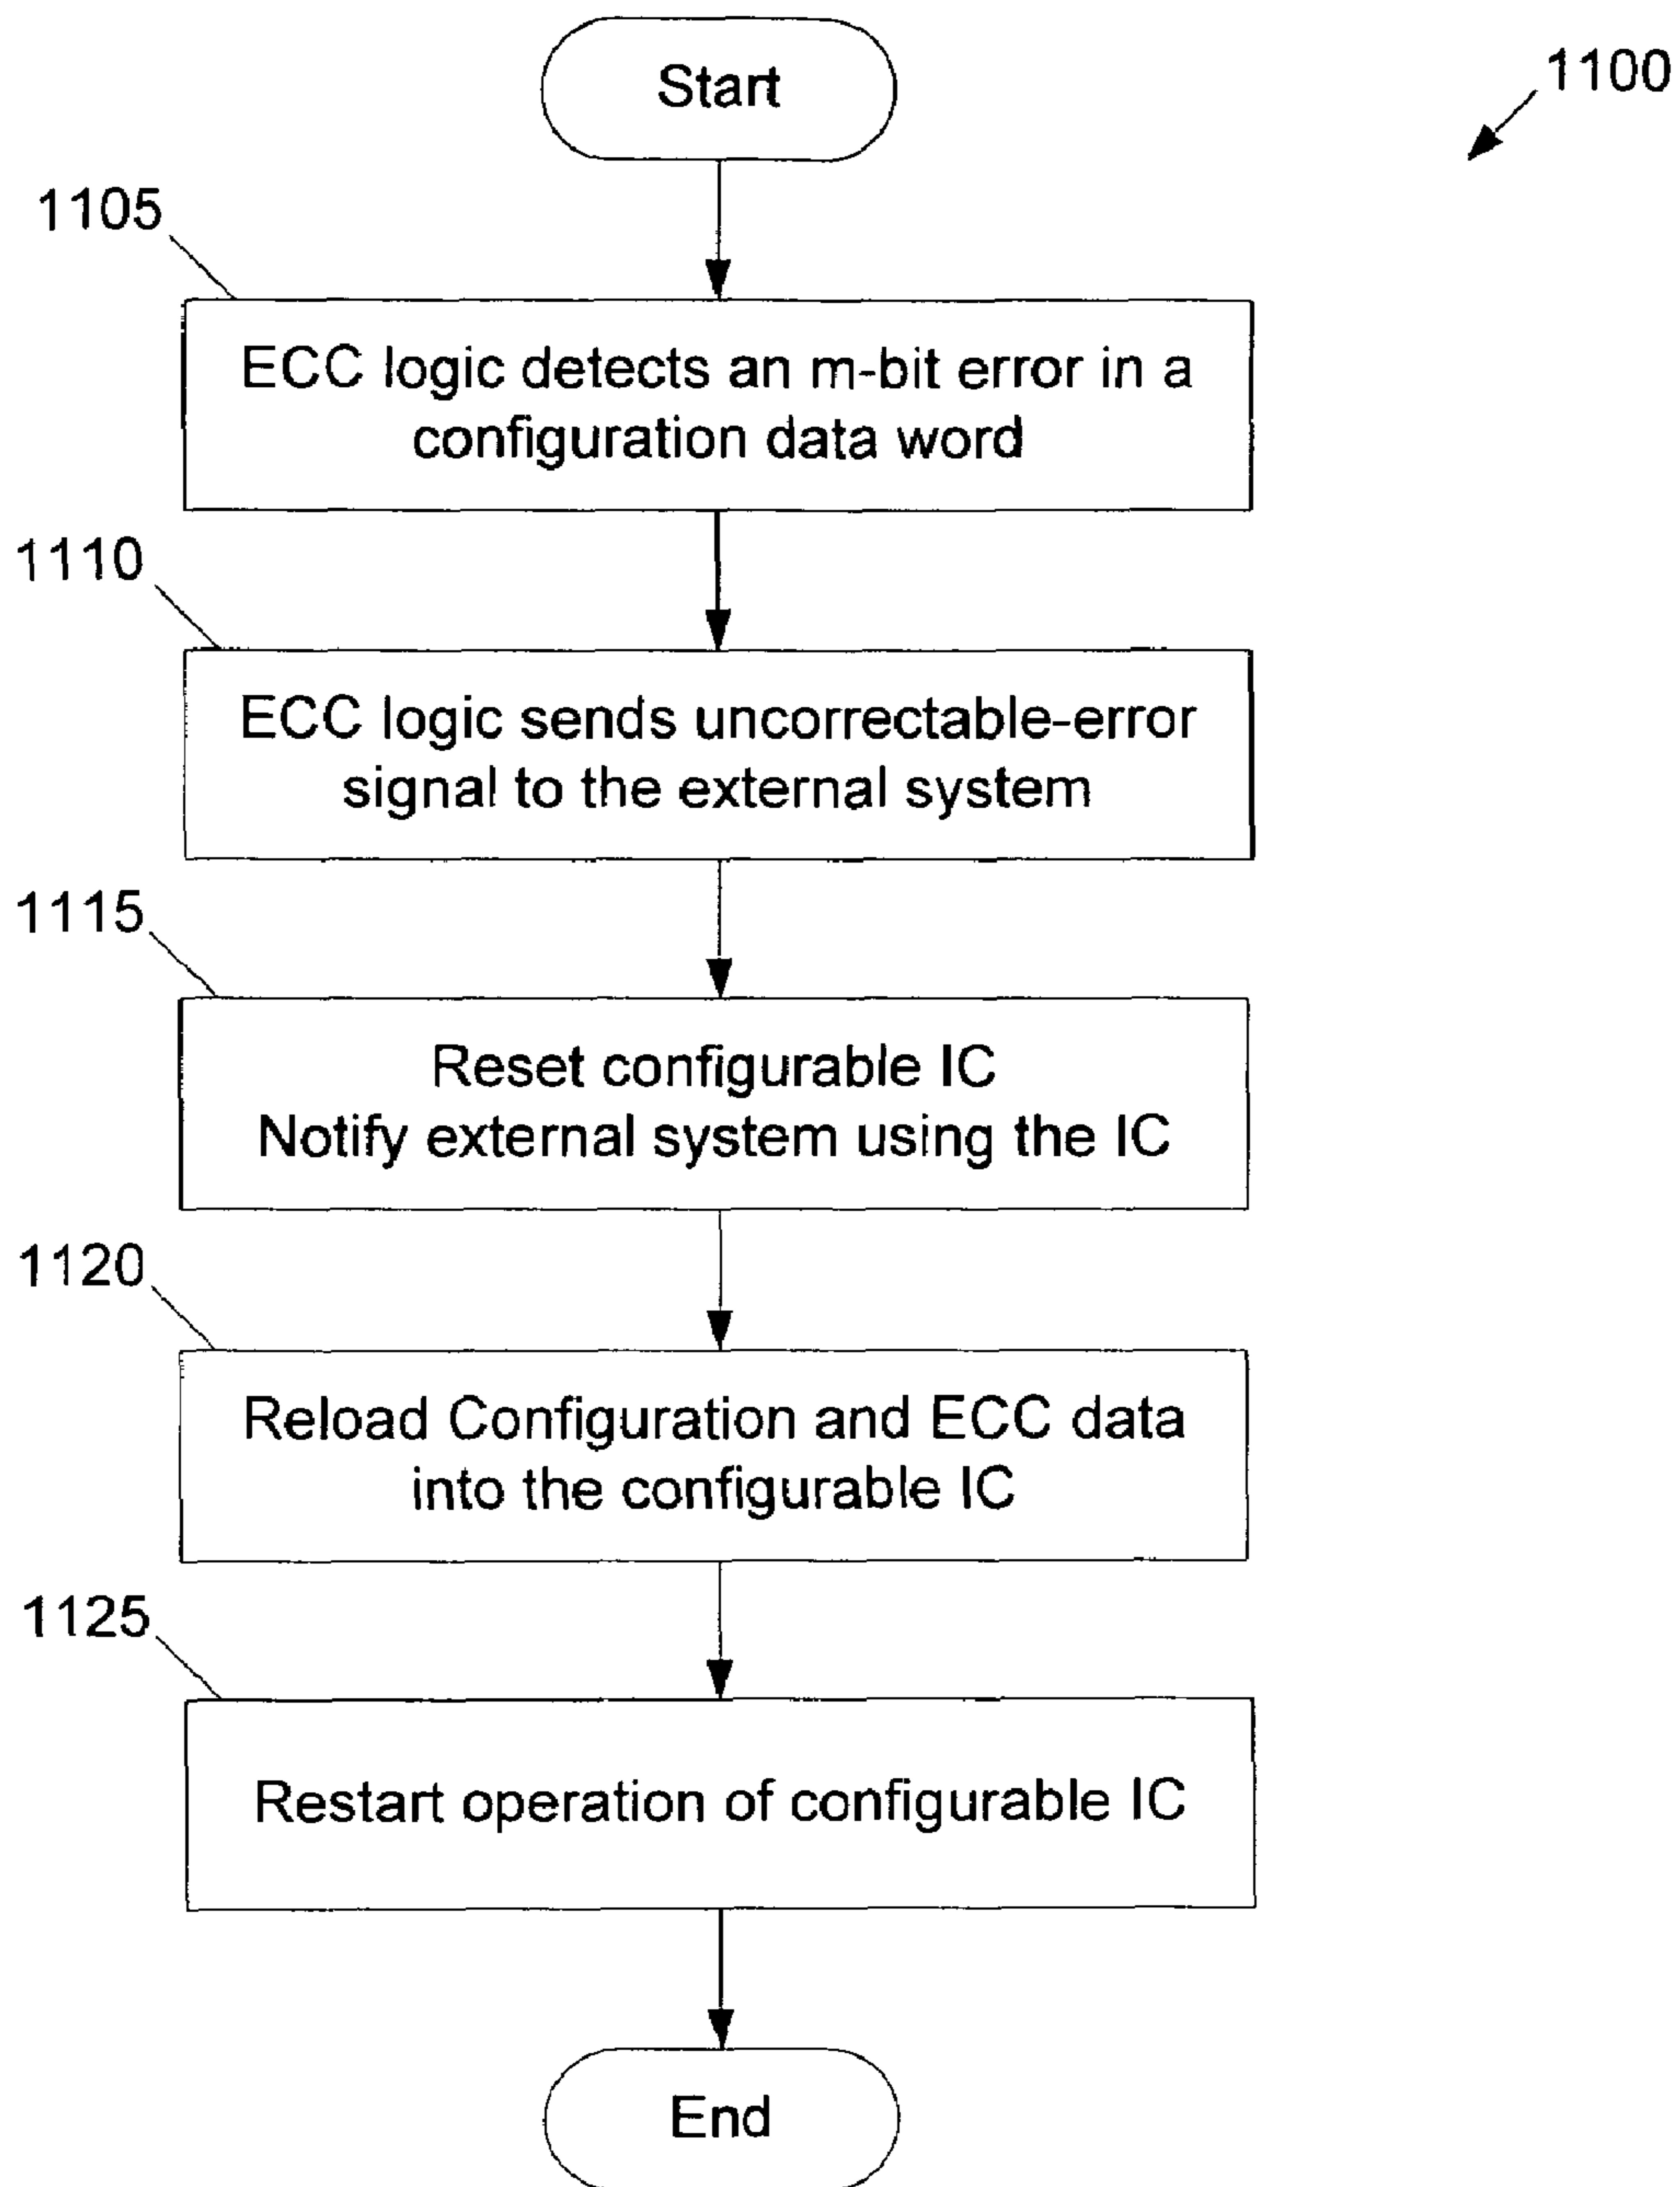 Start
1100
1105
ECC logic detects an m-bit error in a
configuration data word
1110
ECC logic sends uncorrectable-error
signal to the external system
1115
Reset configurable IC
Notify external system using the IC
1120
Reload Configuration and ECC data
into the configurable IC
1125
Restart operation of configurable IC
End